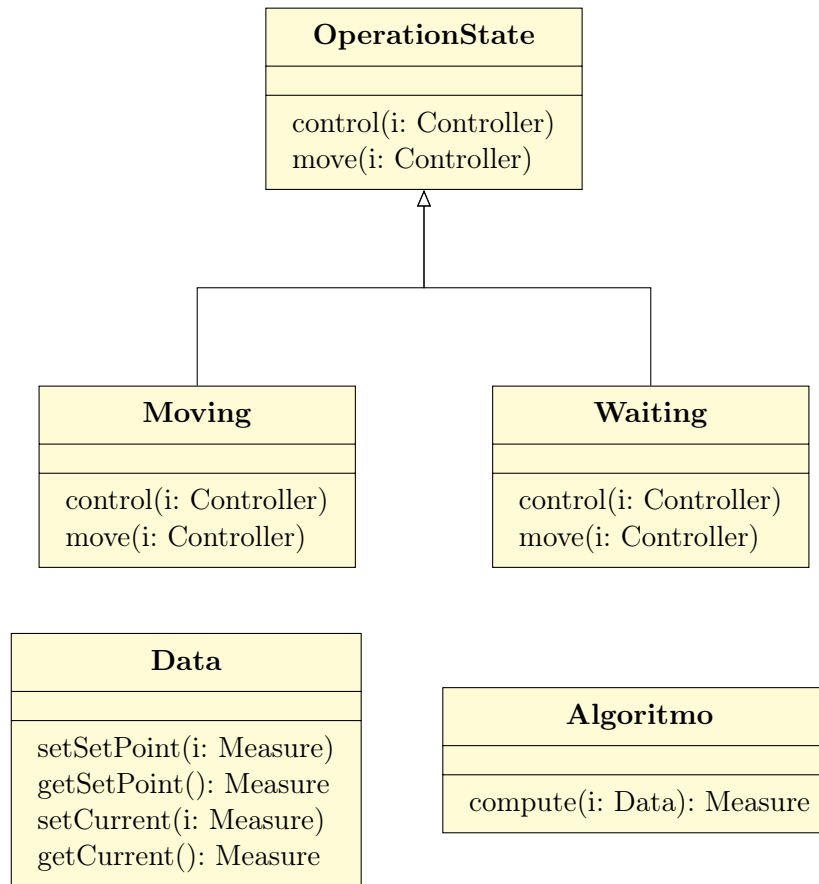 OperationState
control(i: Controller)
move(i: Controller)
Moving
control(i: Controller)
move(i: Controller)
Waiting
control(i: Controller)
move(i: Controller)
Data
setSetPoint(i: Measure)
getSetPoint(): Measure
setCurrent(i: Measure)
getCurrent(): Measure
Algoritmo
compute(i: Data): Measure